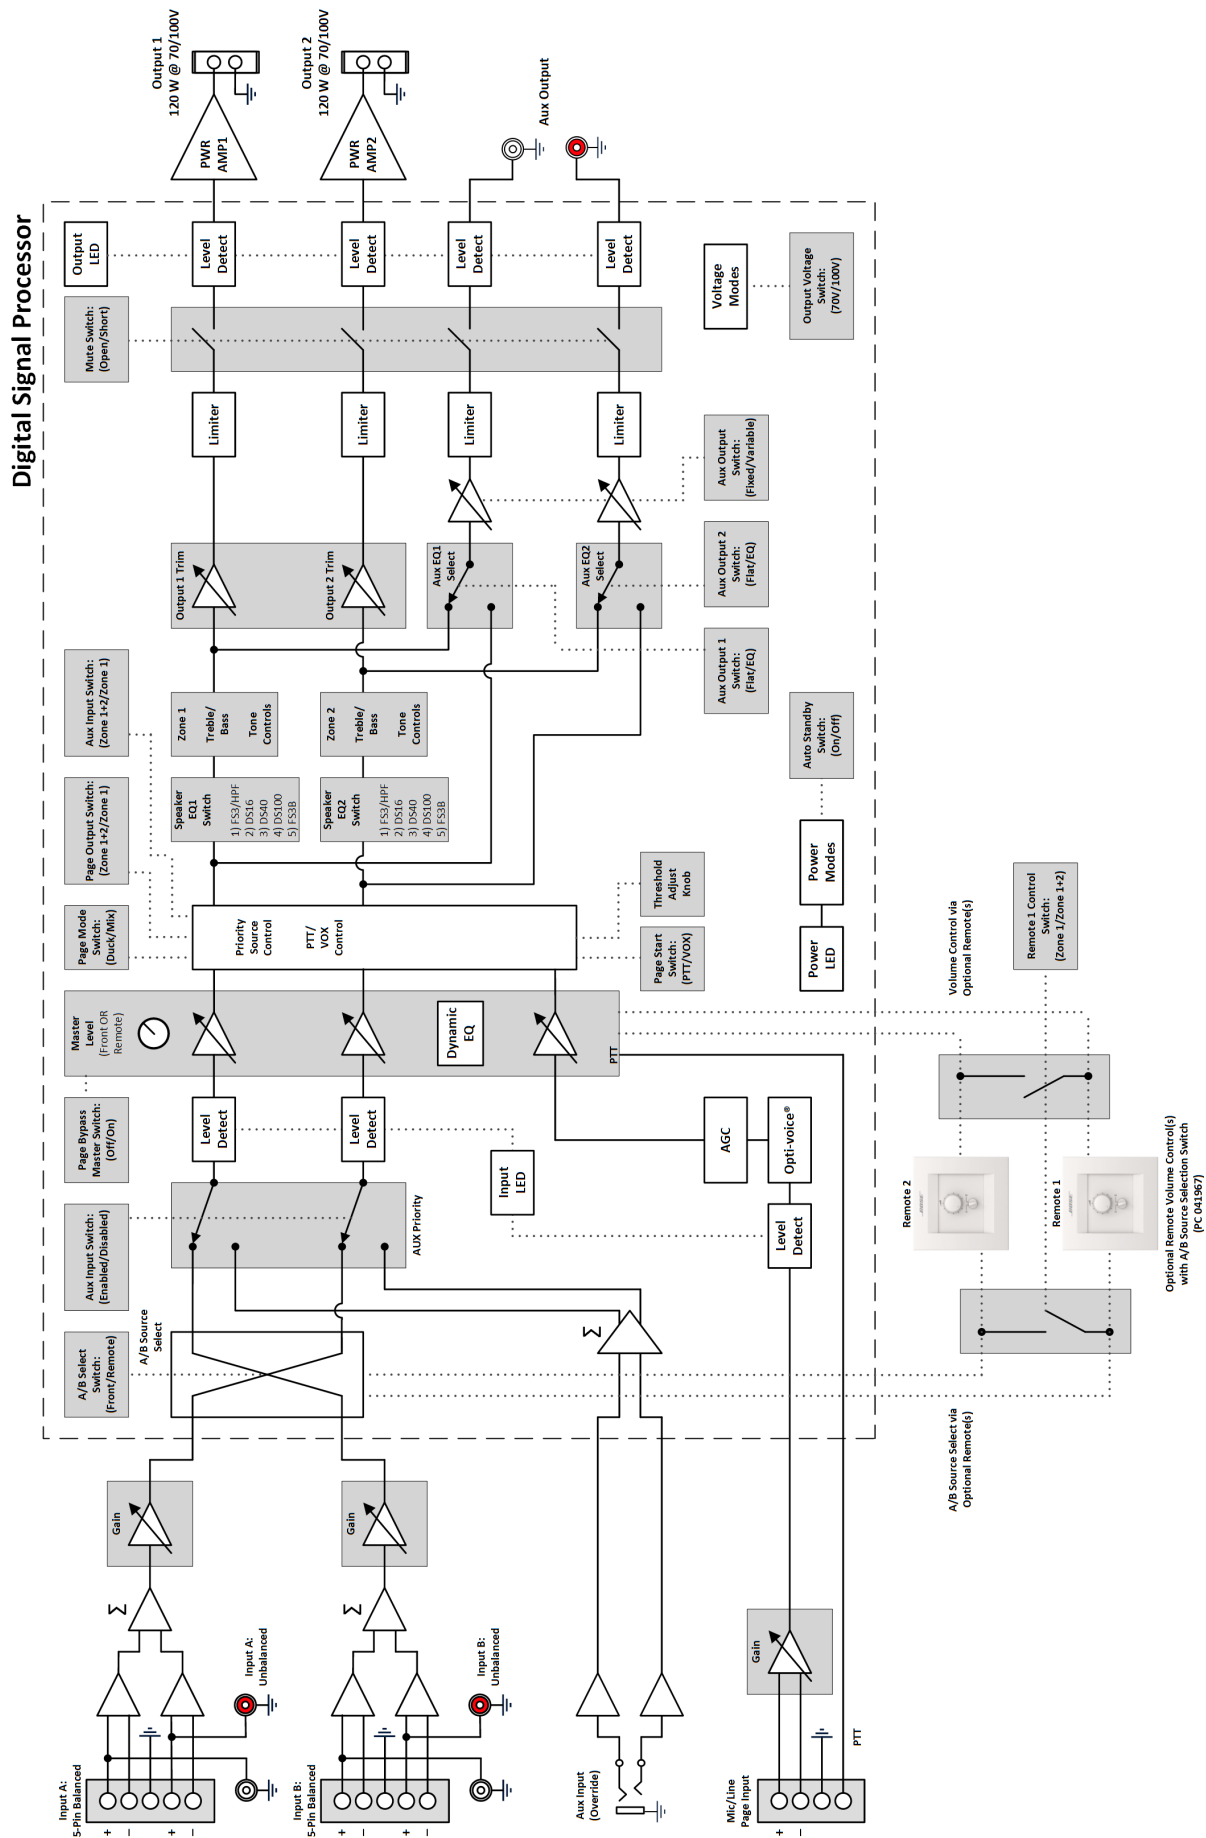 Digital Signal Processor
Input A:
5-Pin Balanced
+
−
+
−
Input A:
Unbalanced
Σ
Gain
Input B:
5-Pin Balanced
+
−
+
−
Input B:
Unbalanced
Σ
Gain
Aux Input
(Override)
Σ
Mic/Line
Page Input
+
−
PTT
Gain
A/B Select
Switch:
(Front/Remote)
A/B Source
Select
Aux Input Switch:
(Enabled/Disabled)
AUX Priority
Page Bypass
Master Switch:
(Off/On)
Level
Detect
Level
Detect
Input
LED
Level
Detect
Opti-voice®
AGC
Master
Level
(Front OR
Remote)
Dynamic
EQ
PTT
Page Mode
Switch:
(Duck/Mix)
Page Output Switch:
(Zone 1+2/Zone 1)
Aux Input Switch:
(Zone 1+2/Zone 1)
Priority
Source
Control
PTT/
VOX
Control
Page Start
Switch:
(PTT/VOX)
Threshold
Adjust
Knob
Speaker
EQ1
Switch
1) FS3/HPF
2) DS16
3) DS40
4) DS100
5) FS3B
Speaker
EQ2
Switch
1) FS3/HPF
2) DS16
3) DS40
4) DS100
5) FS3B
Zone 1
Treble/
Bass
Tone
Controls
Zone 2
Treble/
Bass
Tone
Controls
Output 1 Trim
Output 2 Trim
Aux EQ1
Select
Aux EQ2
Select
Aux Output 1
Switch:
(Flat/EQ)
Aux Output 2
Switch:
(Flat/EQ)
Aux Output
Switch:
(Fixed/Variable)
Limiter
Limiter
Limiter
Limiter
Mute Switch:
(Open/Short)
Output
LED
Level
Detect
Level
Detect
Level
Detect
Level
Detect
PWR
AMP1
PWR
AMP2
Output 1
120 W @ 70/100V
Output 2
120 W @ 70/100V
Aux Output
Voltage
Modes
Output Voltage
Switch:
(70V/100V)
Power
LED
Power
Modes
Auto Standby
Switch:
(On/Off)
A/B Source Select via
Optional Remote(s)
Remote 2
Remote 1
Optional Remote Volume Control(s)
with A/B Source Selection Switch
(PC 041967)
Volume Control via
Optional Remote(s)
Remote 1 Control
Switch:
(Zone 1/Zone 1+2)